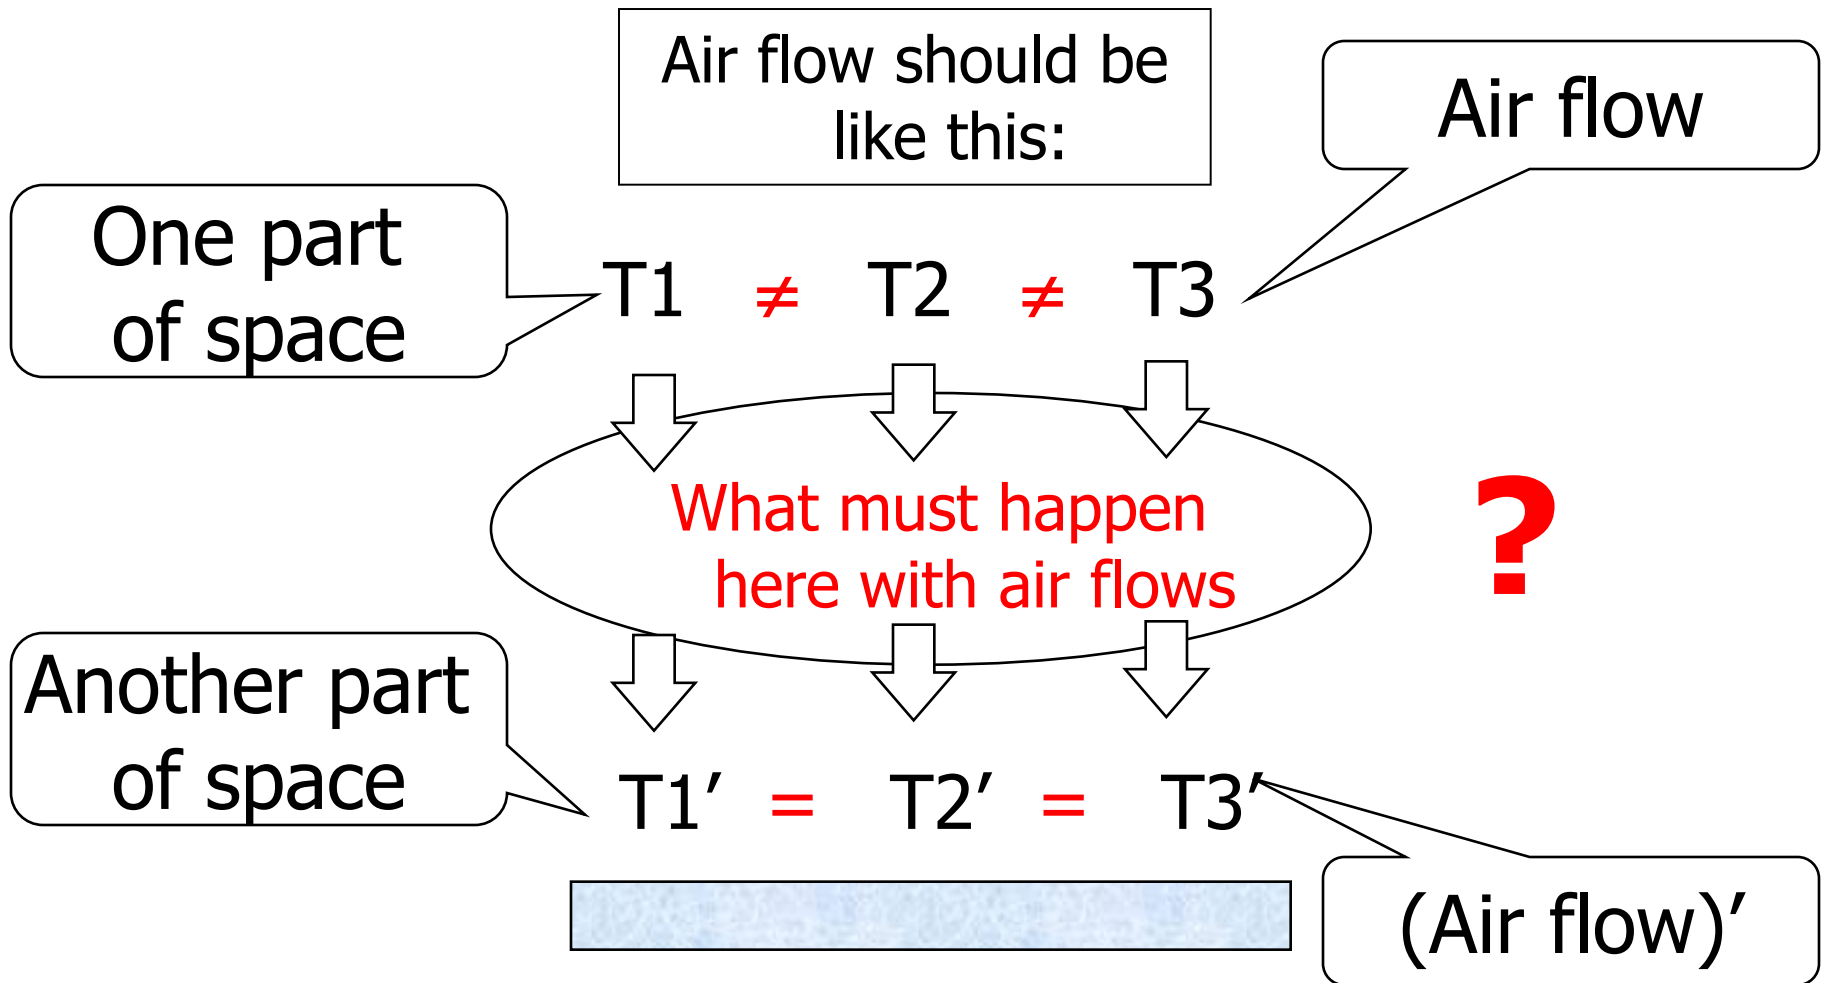 Air flow should be
like this:
Air flow
One part
of space
T1 ≠ T2 ≠ T3
What must happen
here with air flows
?
Another part
of space
T1′ = T2′ = T3′
(Air flow)′